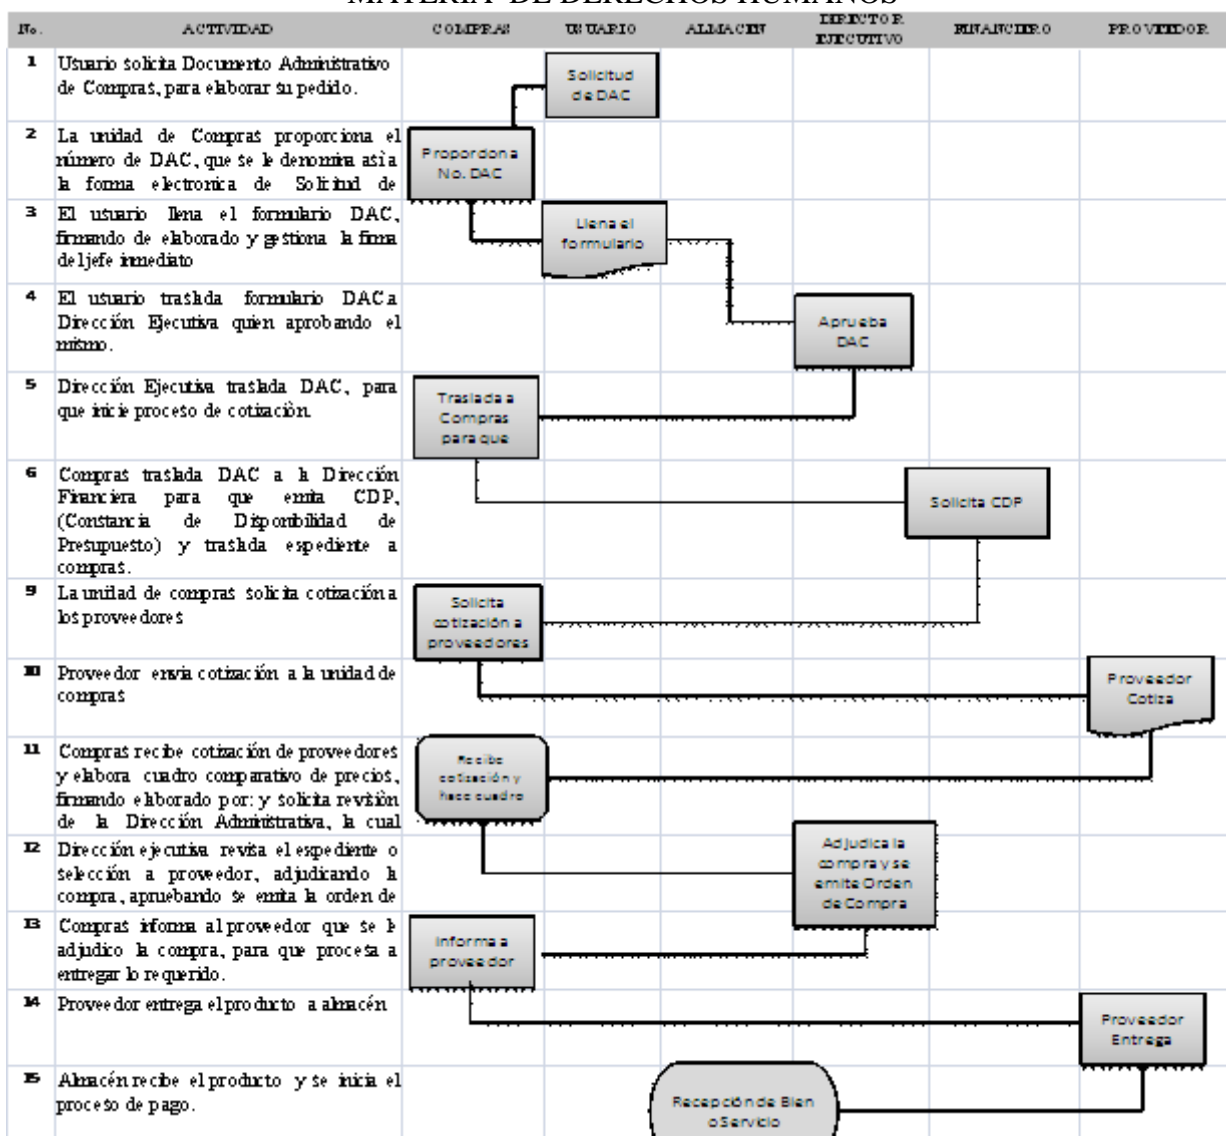 MATERIA DE DERECHOS HUMANOS
No. ACTIVIDAD COMPRAS USUARIO ALMACEN DIRECTOR EJECUTIVO FINANCIERO PROVEEDOR
1 Usuario solicita Documento Administrativo
de Compras, para elaborar su pedido.
Solicitud
de DAC
2 La unidad de Compras proporciona el
número de DAC, que se le denomina asi a
la forma electronica de Solicitud de
Proporciona
No. DAC
3 El usuario llena el formulario DAC,
firmando de elaborado y gestiona la firma
del jefe inmediato
Llena el
formulario
4 El usuario traslada formulario DAC a
Dirección Ejecutiva quien aprobando el
mismo.
Aprueba
DAC
5 Dirección Ejecutiva traslada DAC, para
que inicie proceso de cotización.
Traslada a
Compras
para que
6 Compras traslada DAC a la Dirección
Financiera para que emita CDP,
(Constancia de Disponibilidad de
Presupuesto) y traslada expediente a
compras.
Solicita CDP
9 La unidad de compras solicita cotización a
los proveedores
Solicita
cotización a
proveedores
10 Proveedor envia cotización a la unidad de
compras
Proveedor
Cotiza
11 Compras recibe cotización de proveedores
y elabora cuadro comparativo de precios,
firmando elaborado por: y solicita revisión
de la Dirección Administrativa, la cual
Recibe
cotización y
hace cuadro
12 Dirección ejecutiva revisa el expediente o
selección a proveedor, adjudicando la
compra, apruebando se emita la orden de
Adjudica la
compra y se
emite Orden
de Compra
13 Compras informa al proveedor que se le
adjudico la compra, para que procesa a
entregar lo requerido.
Informa a
proveedor
14 Proveedor entrega el producto a almacén
Proveedor
Entrega
15 Almacén recibe el producto y se inicia el
proceso de pago.
Recepción de Bien
o Servicio